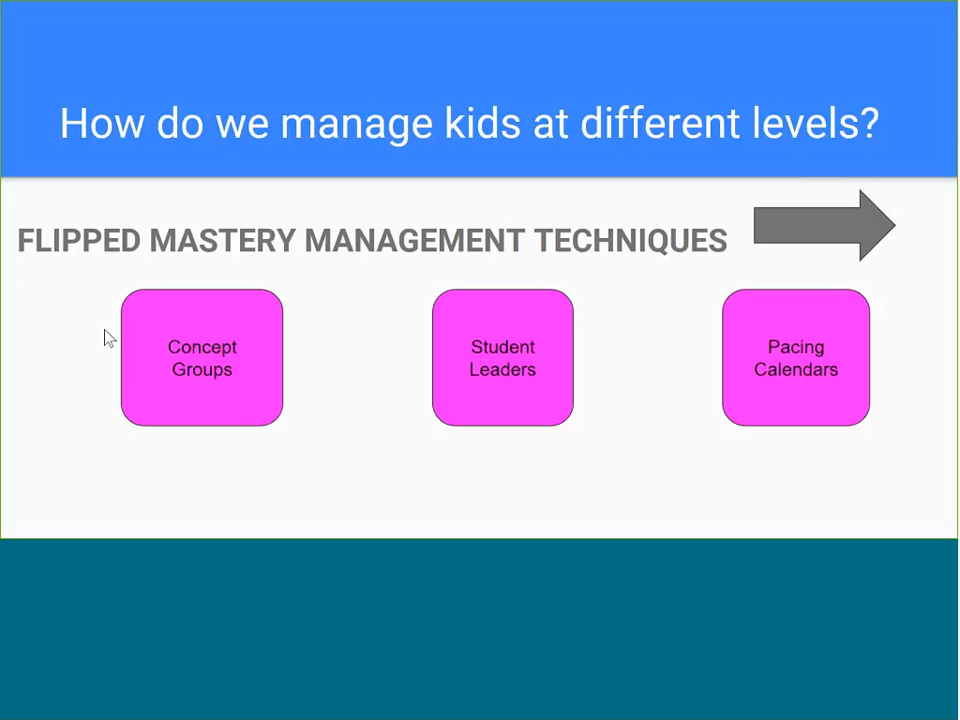 How do we manage kids at different levels?
FLIPPED MASTERY MANAGEMENT TECHNIQUES
Concept
Groups
Student
Leaders
Pacing
Calendars